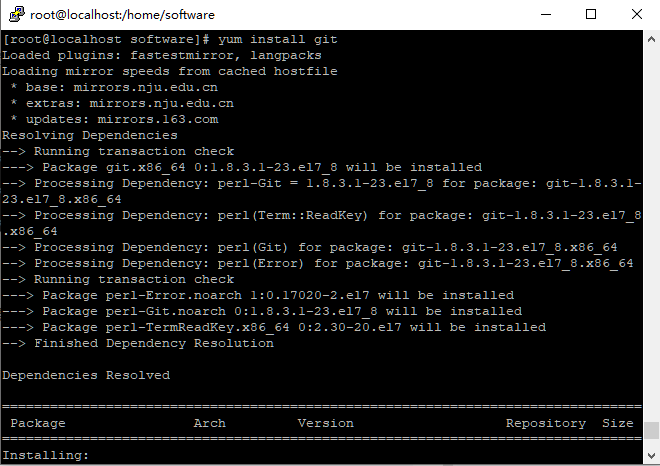 root@localhost:/home/software
[root@localhost software]# yum install git
Loaded plugins: fastestmirror, langpacks
Loading mirror speeds from cached hostfile
 * base: mirrors.nju.edu.cn
 * extras: mirrors.nju.edu.cn
 * updates: mirrors.163.com
Resolving Dependencies
--> Running transaction check
---> Package git.x86_64 0:1.8.3.1-23.el7_8 will be installed
--> Processing Dependency: perl-Git = 1.8.3.1-23.el7_8 for package: git-1.8.3.1-
23.el7_8.x86_64
--> Processing Dependency: perl(Term::ReadKey) for package: git-1.8.3.1-23.el7_8
.x86_64
--> Processing Dependency: perl(Git) for package: git-1.8.3.1-23.el7_8.x86_64
--> Processing Dependency: perl(Error) for package: git-1.8.3.1-23.el7_8.x86_64
--> Running transaction check
---> Package perl-Error.noarch 1:0.17020-2.el7 will be installed
---> Package perl-Git.noarch 0:1.8.3.1-23.el7_8 will be installed
---> Package perl-TermReadKey.x86_64 0:2.30-20.el7 will be installed
--> Finished Dependency Resolution

Dependencies Resolved

================================================================================
 Package                Arch         Version                   Repository  Size
================================================================================
Installing: